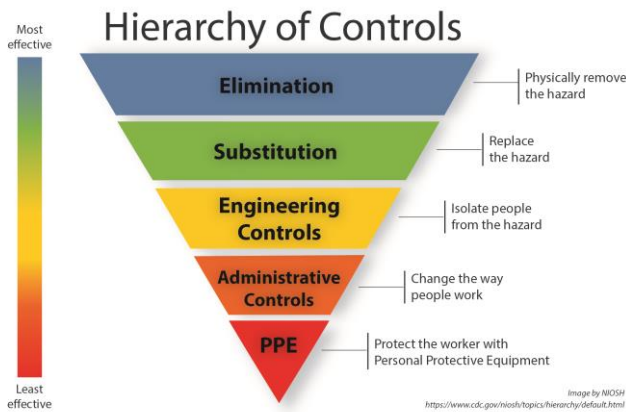 Hierarchy of Controls
Most
effective
Elimination
Physically remove
the hazard
Substitution
Replace
the hazard
Engineering
Controls
Isolate people
from the hazard
Administrative
Controls
Change the way
people work
PPE
Protect the worker with
Personal Protective Equipment
Least
effective
Image by NIOSH
https://www.cdc.gov/niosh/topics/hierarchy/default.html